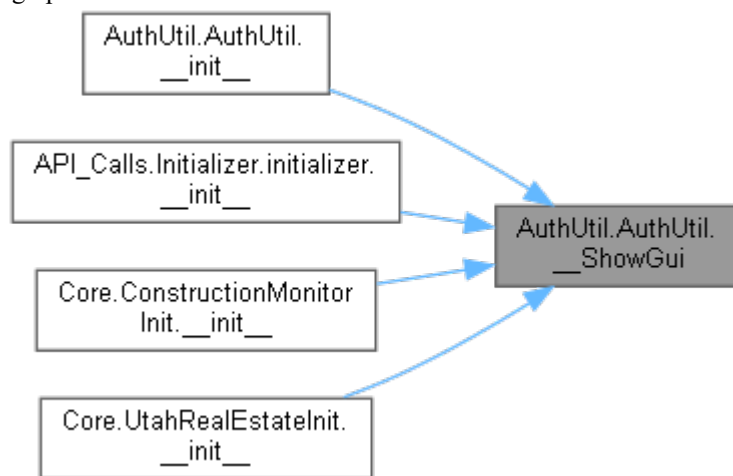 AuthUtil.AuthUtil.
__init__
API_Calls.Initializer.initializer.
__init__
AuthUtil.AuthUtil.
__ShowGui
Core.ConstructionMonitor
Init.__init__
Core.UtahRealEstateInit.
__init__